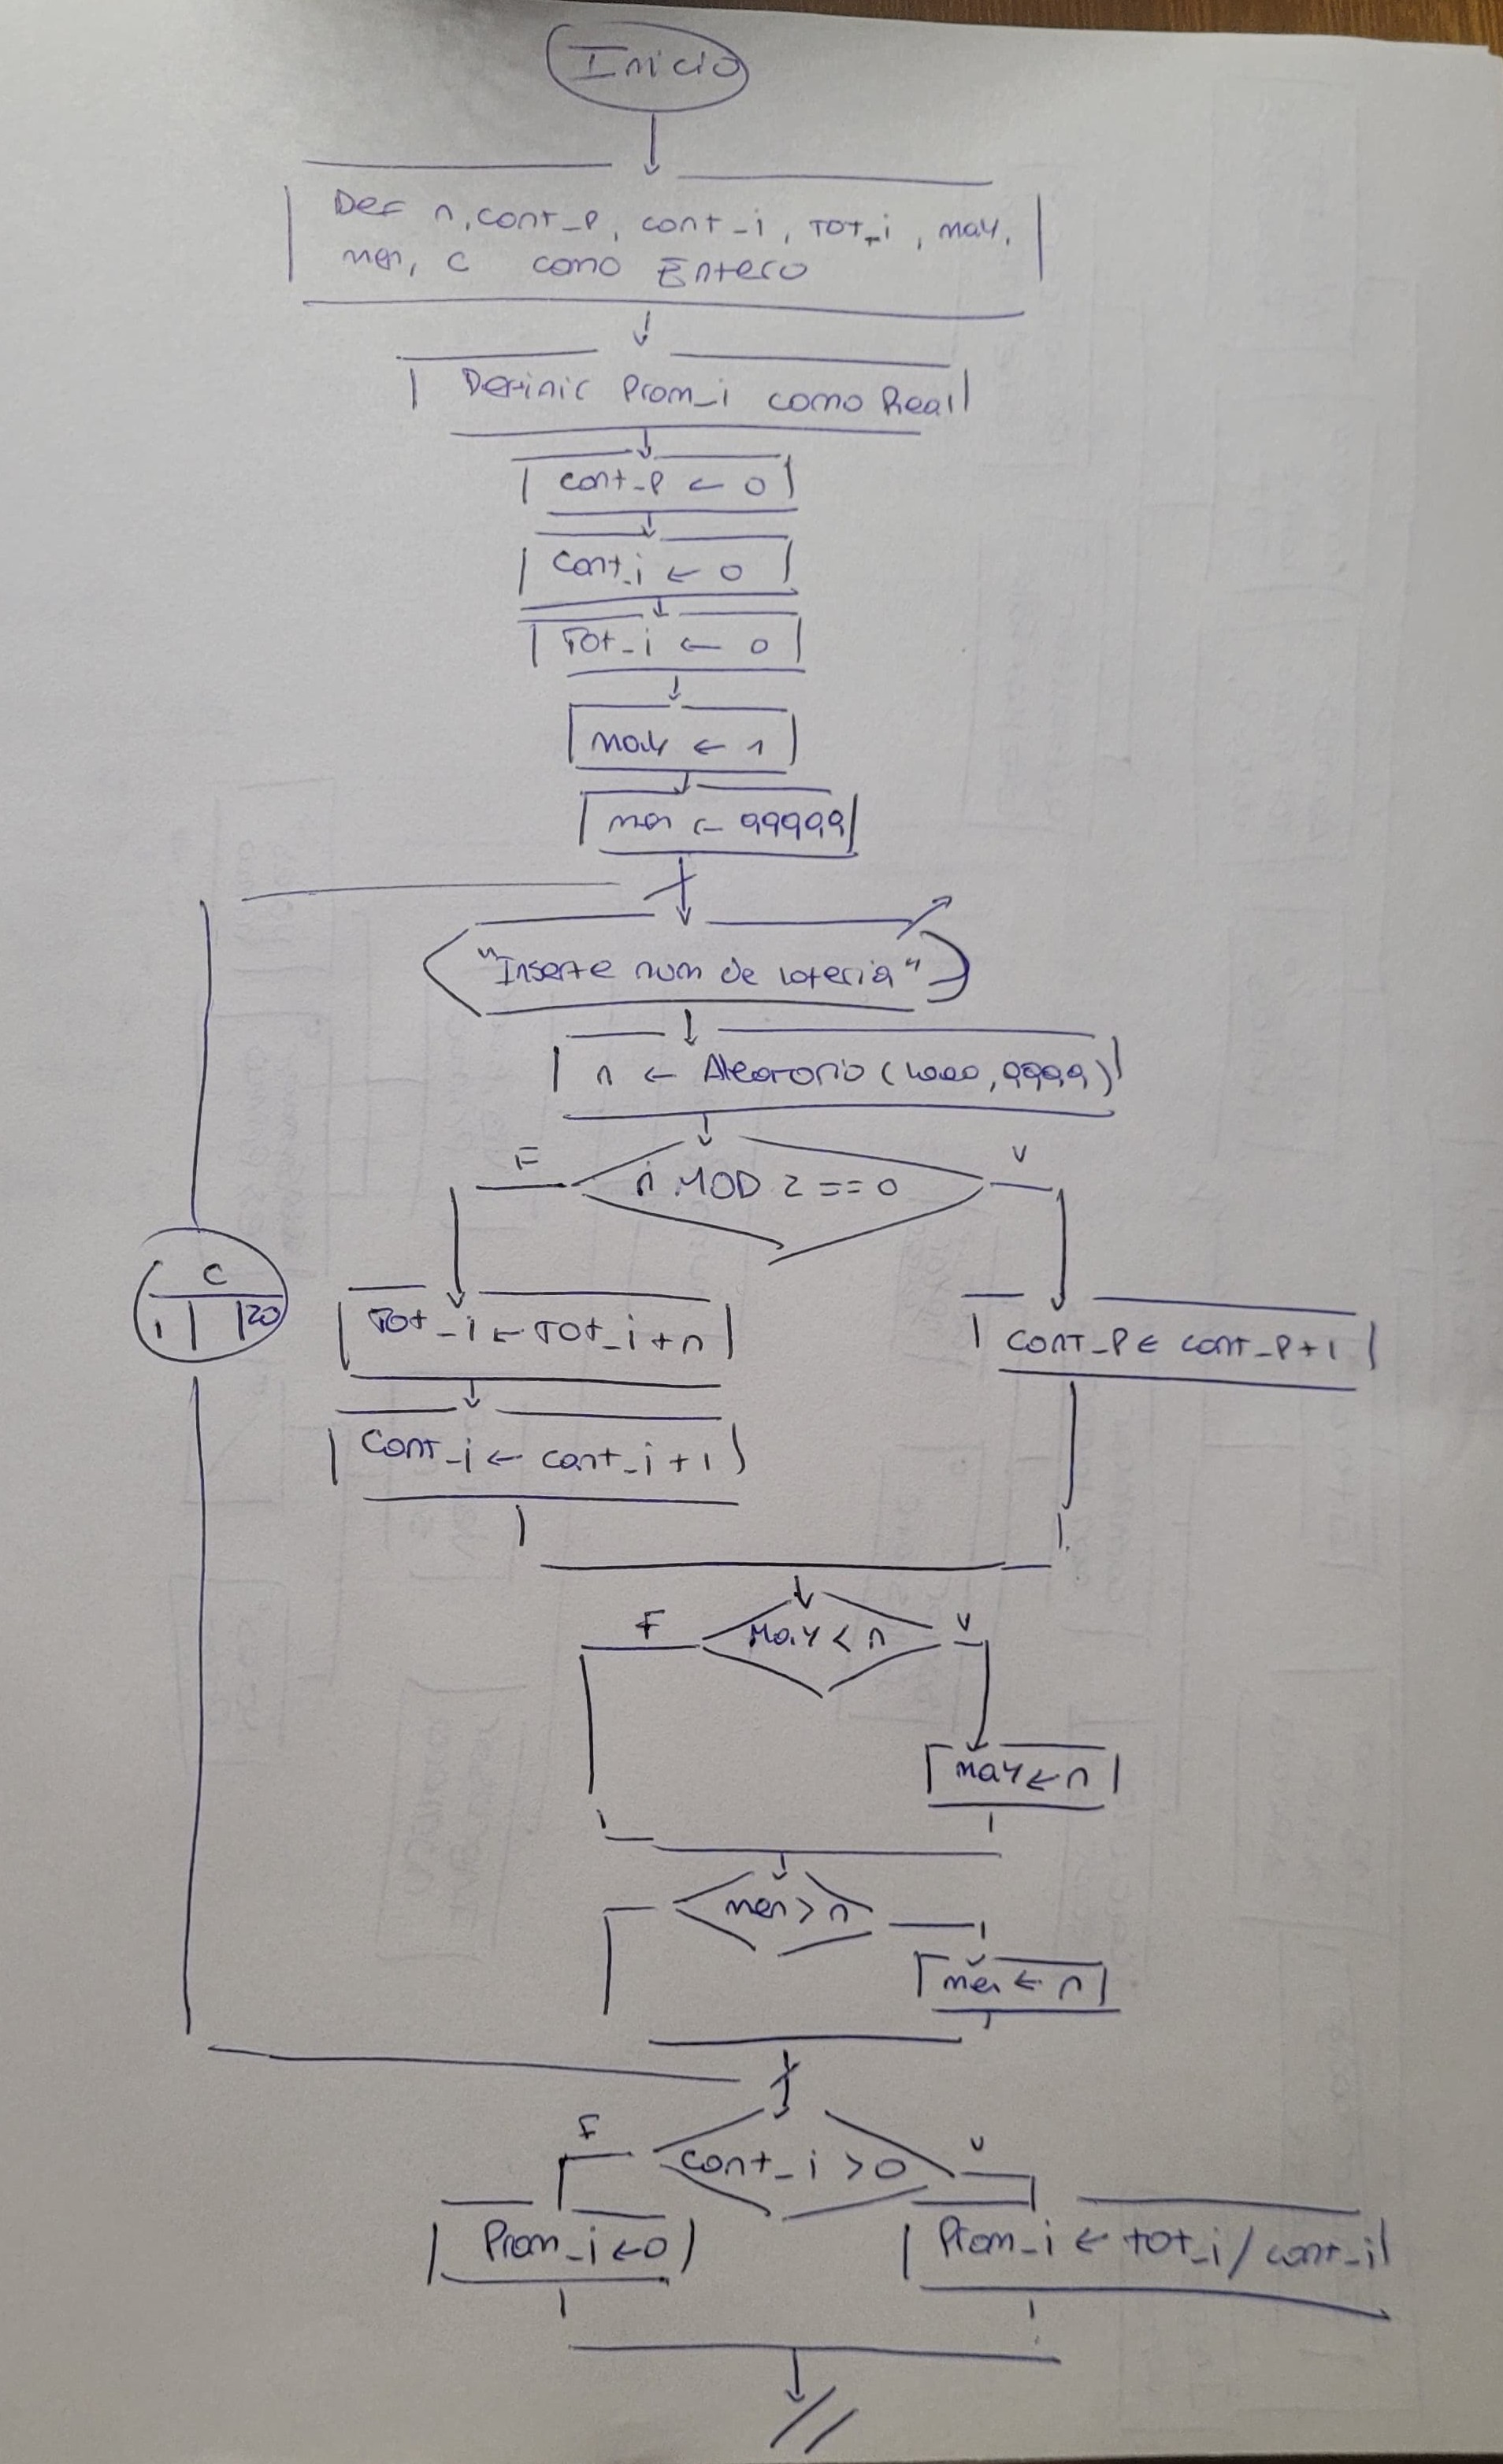 Inicio
Def n, cont_P, cont_i, TOT_i, may,
men, c como Entero
Definir Prom_i como Real
cont_P ← 0
Cont_i ← 0
Tot_i ← 0
may ← 1
men ← 99999
"Inserte num de loteria"
n ← Aleatorio (1000, 9999)
F
n MOD 2 == 0
V
C
1 20
Tot_i ← TOT_i + n
CONT_P ← cont_P + 1
Cont_i ← cont_i + 1
F
May < n
V
may ← n
men > n
men ← n
F
cont_i > 0
V
Prom_i ← 0
Prom_i ← tot_i / cont_i